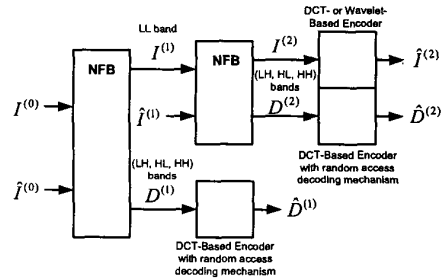 DCT- or Wavelet-
Based Encoder
LL band
I^(1)
I^(2)
Î^(2)
NFB
NFB
(LH, HL, HH)
bands
I^(0)
Î^(1)
D^(2)
D̂^(2)
Î^(0)
(LH, HL, HH)
bands
DCT-Based Encoder
with random access
decoding mechanism
D^(1)
D̂^(1)
DCT-Based Encoder
with random access
decoding mechanism